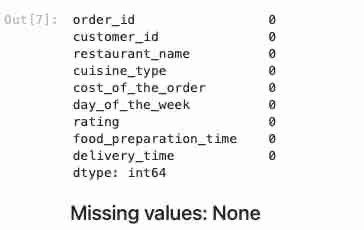 Out[7]: order_id 0
customer_id 0
restaurant_name 0
cuisine_type 0
cost_of_the_order 0
day_of_the_week 0
rating 0
food_preparation_time 0
delivery_time 0
dtype: int64
Missing values: None